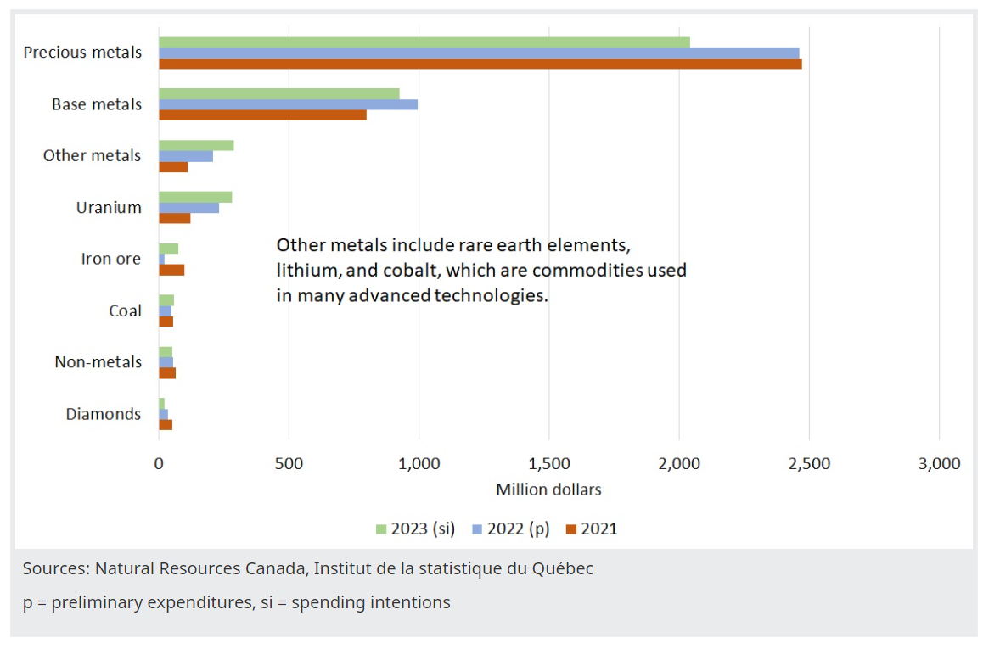 Precious metals
Base metals
Other metals
Uranium
Iron ore
Coal
Non-metals
Diamonds
Other metals include rare earth elements,
lithium, and cobalt, which are commodities used
in many advanced technologies.
0 500 1,000 1,500 2,000 2,500 3,000
Million dollars
2023 (si) 2022 (p) 2021
Sources: Natural Resources Canada, Institut de la statistique du Québec
p = preliminary expenditures, si = spending intentions